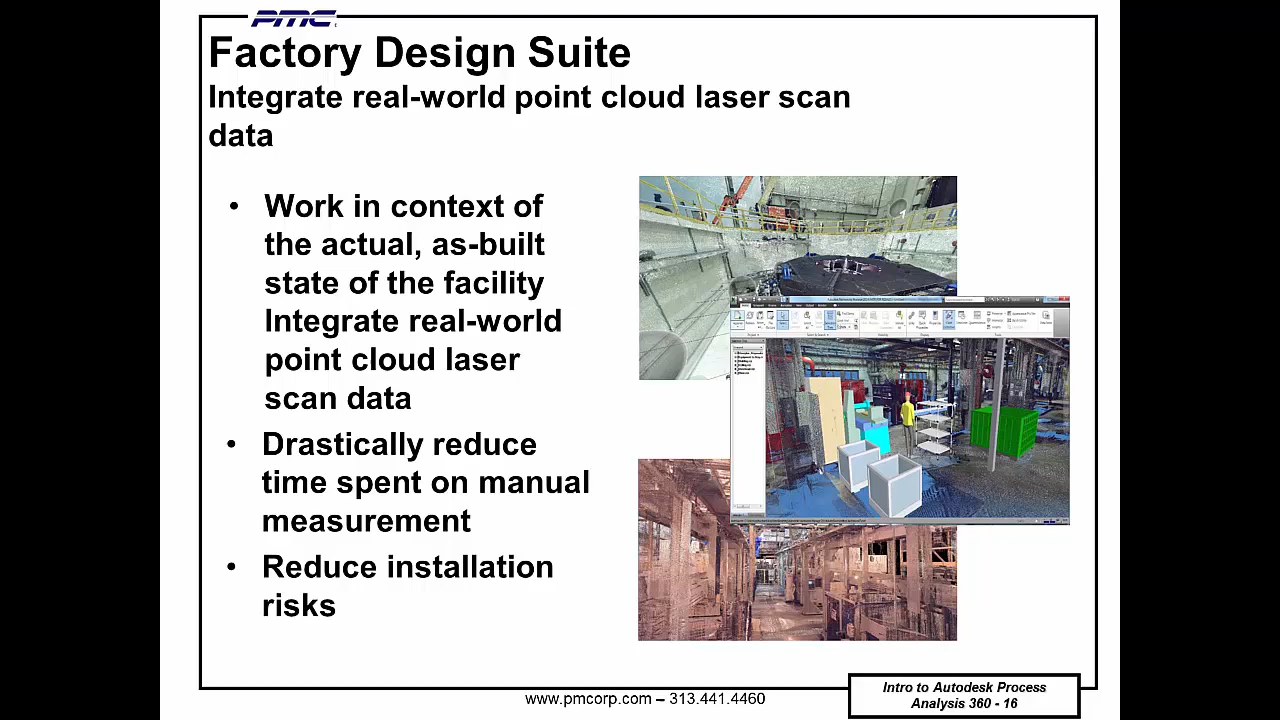 PMC
Factory Design Suite
Integrate real-world point cloud laser scan
data
• Work in context of
the actual, as-built
state of the facility
Integrate real-world
point cloud laser
scan data
• Drastically reduce
time spent on manual
measurement
• Reduce installation
risks
www.pmcorp.com – 313.441.4460
Intro to Autodesk Process
Analysis 360 - 16